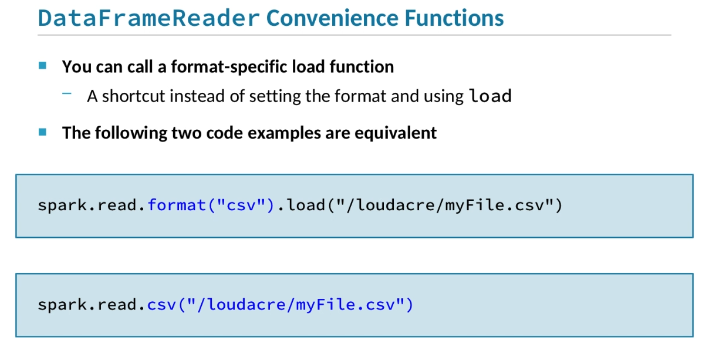 DataFrameReader Convenience Functions
You can call a format-specific load function
– A shortcut instead of setting the format and using load
The following two code examples are equivalent
spark.read.format("csv").load("/loudacre/myFile.csv")
spark.read.csv("/loudacre/myFile.csv")